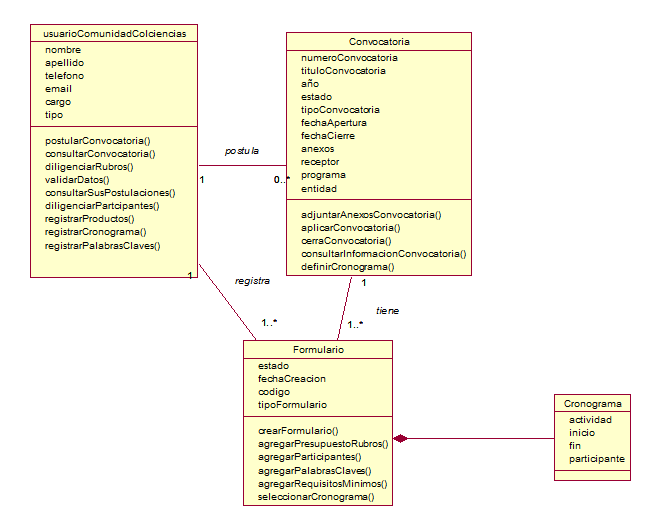 usuarioComunidadColciencias
nombre
apellido
telefono
email
cargo
tipo
postularConvocatoria()
consultarConvocatoria()
diligenciarRubros()
validarDatos()
consultarSusPostulaciones()
diligenciarPartcipantes()
registrarProductos()
registrarCronograma()
registrarPalabrasClaves()
postula
1
0..*
Convocatoria
numeroConvocatoria
tituloConvocatoria
año
estado
tipoConvocatoria
fechaApertura
fechaCierre
anexos
receptor
programa
entidad
adjuntarAnexosConvocatoria()
aplicarConvocatoria()
cerraConvocatoria()
consultarInformacionConvocatoria()
definirCronograma()
1
registra
1..*
1
tiene
1..*
Formulario
estado
fechaCreacion
codigo
tipoFormulario
crearFormulario()
agregarPresupuestoRubros()
agregarParticipantes()
agregarPalabrasClaves()
agregarRequisitosMinimos()
seleccionarCronograma()
Cronograma
actividad
inicio
fin
participante